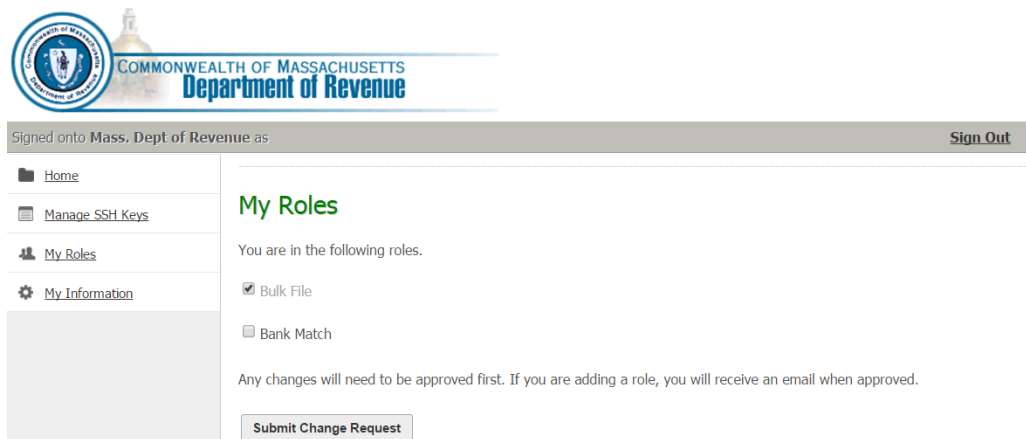 Commonwealth of Massachusetts
Department of Revenue
COMMONWEALTH OF MASSACHUSETTS
Department of Revenue
Signed onto Mass. Dept of Revenue as
Sign Out
Home
Manage SSH Keys
My Roles
My Information
My Roles
You are in the following roles.
Bulk File
Bank Match
Any changes will need to be approved first. If you are adding a role, you will receive an email when approved.
Submit Change Request